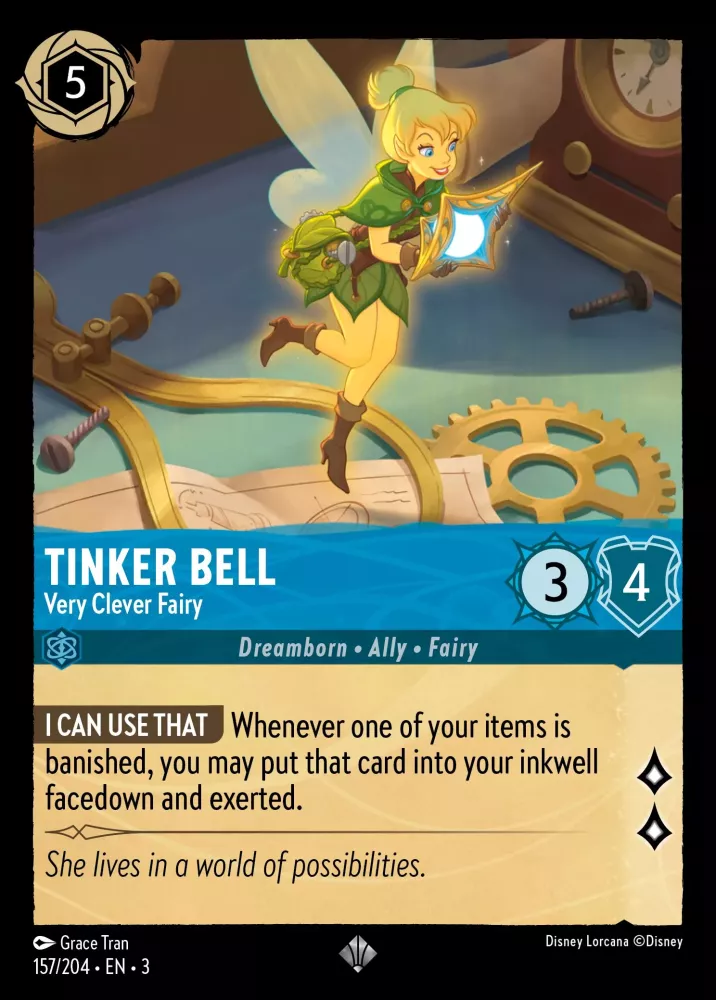 5
TINKER BELL
Very Clever Fairy
3
4
Dreamborn • Ally • Fairy
I CAN USE THAT Whenever one of your items is
banished, you may put that card into your inkwell
facedown and exerted.
She lives in a world of possibilities.
Grace Tran
Disney Lorcana ©Disney
157/204 • EN • 3